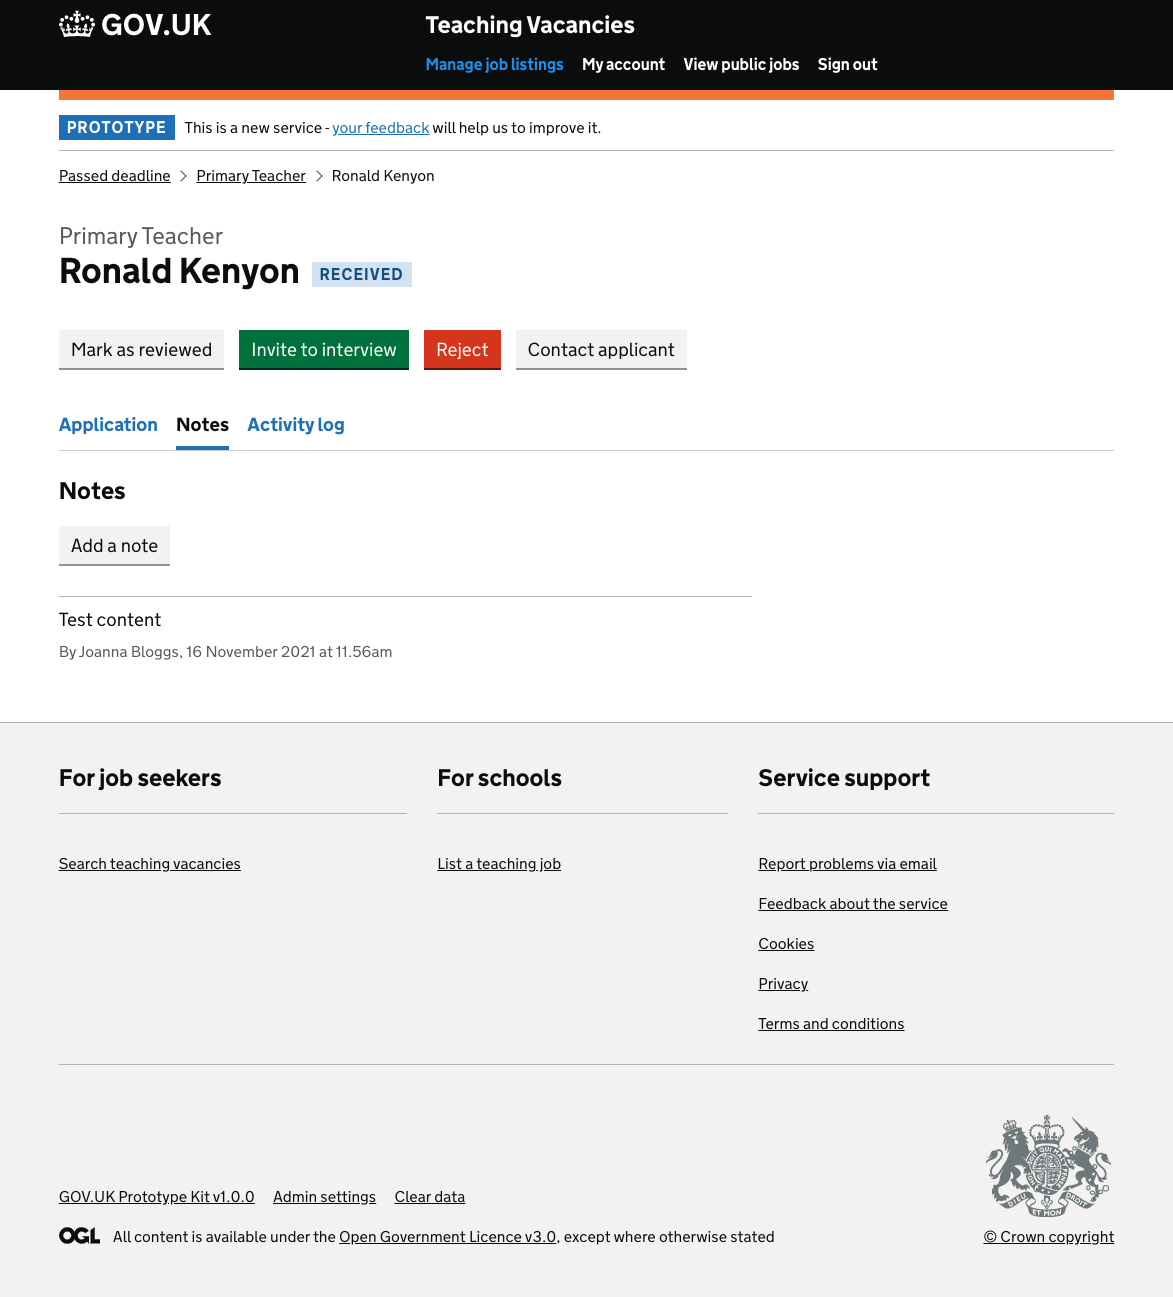 GOV.UK
Teaching Vacancies
Manage job listings My account View public jobs Sign out
PROTOTYPE This is a new service - your feedback will help us to improve it.
Passed deadline Primary Teacher Ronald Kenyon
Primary Teacher
Ronald Kenyon RECEIVED
Mark as reviewed Invite to interview Reject Contact applicant
Application Notes Activity log
Notes
Add a note
Test content
By Joanna Bloggs, 16 November 2021 at 11.56am
For job seekers
Search teaching vacancies
For schools
List a teaching job
Service support
Report problems via email
Feedback about the service
Cookies
Privacy
Terms and conditions
GOV.UK Prototype Kit v1.0.0 Admin settings Clear data
OGL All content is available under the Open Government Licence v3.0, except where otherwise stated
DIEU ET MON DROIT
© Crown copyright